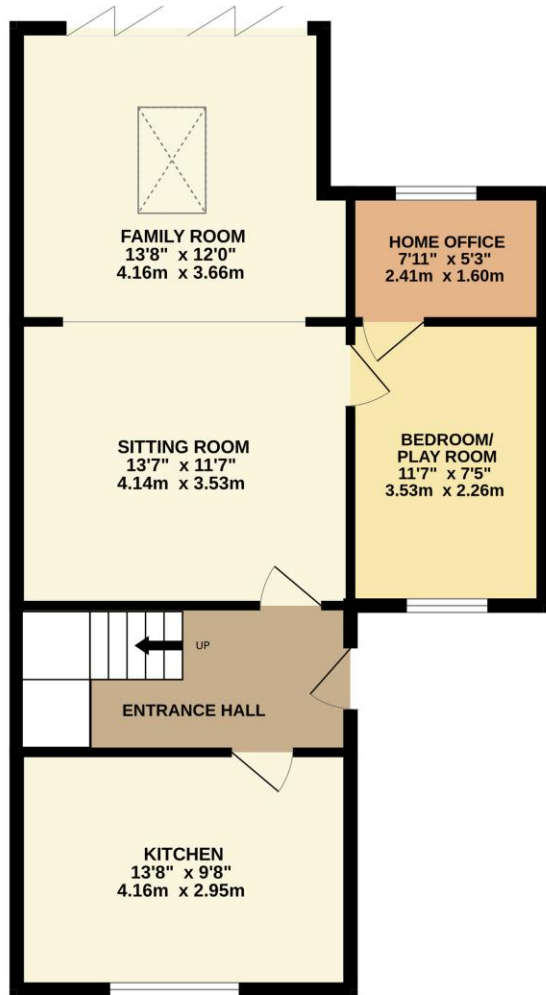 FAMILY ROOM
13'8" x 12'0"
4.16m x 3.66m
HOME OFFICE
7'11" x 5'3"
2.41m x 1.60m
SITTING ROOM
13'7" x 11'7"
4.14m x 3.53m
BEDROOM/
PLAY ROOM
11'7" x 7'5"
3.53m x 2.26m
UP
ENTRANCE HALL
KITCHEN
13'8" x 9'8"
4.16m x 2.95m